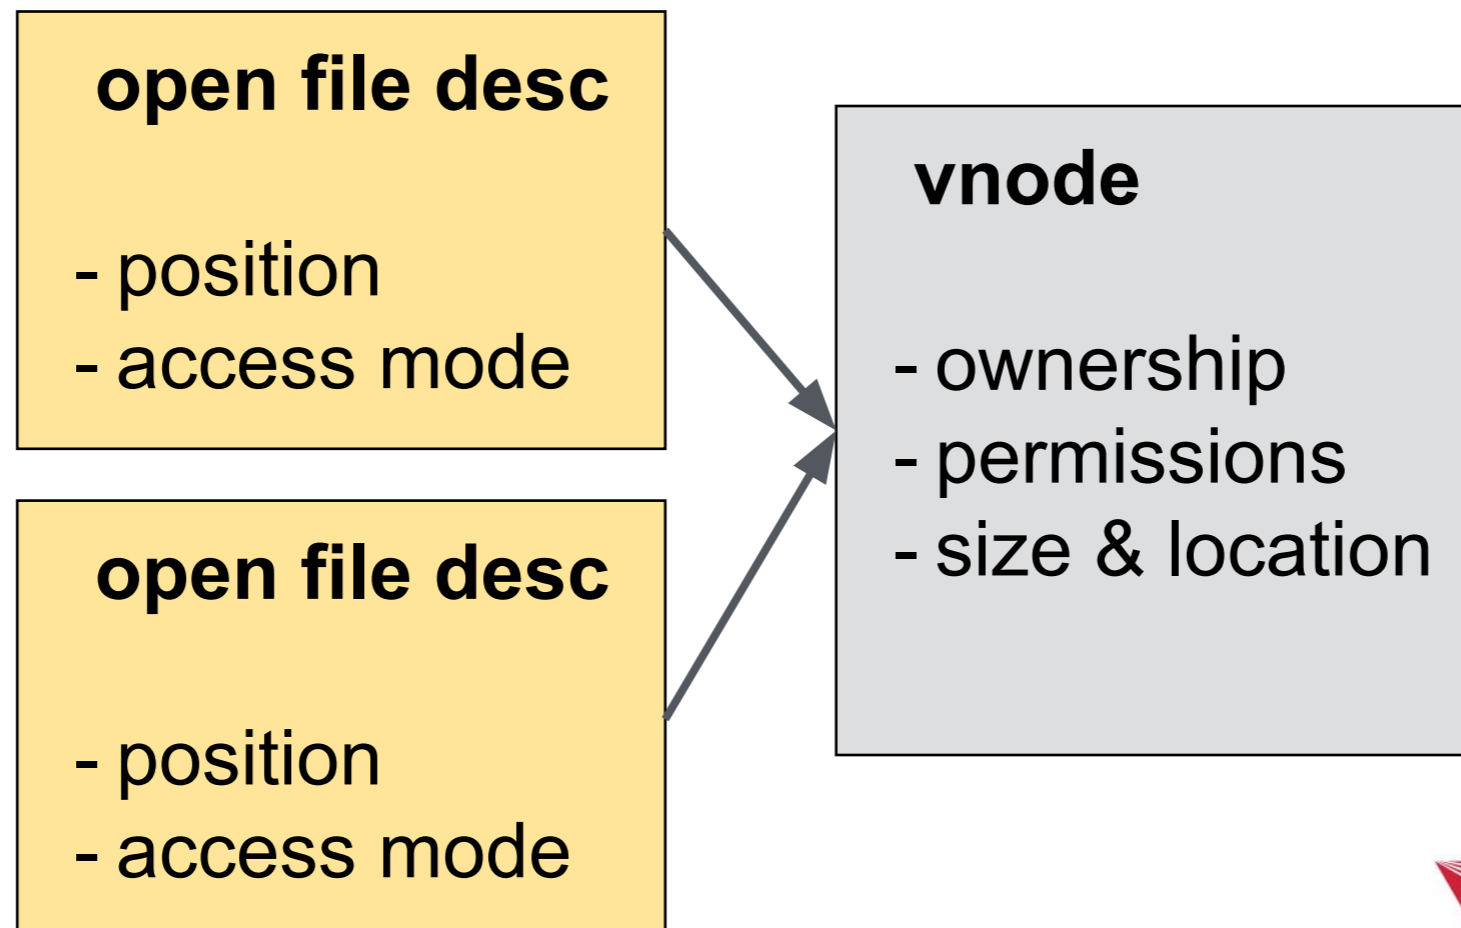 open file desc
- position
- access mode
open file desc
- position
- access mode
vnode
- ownership
- permissions
- size & location